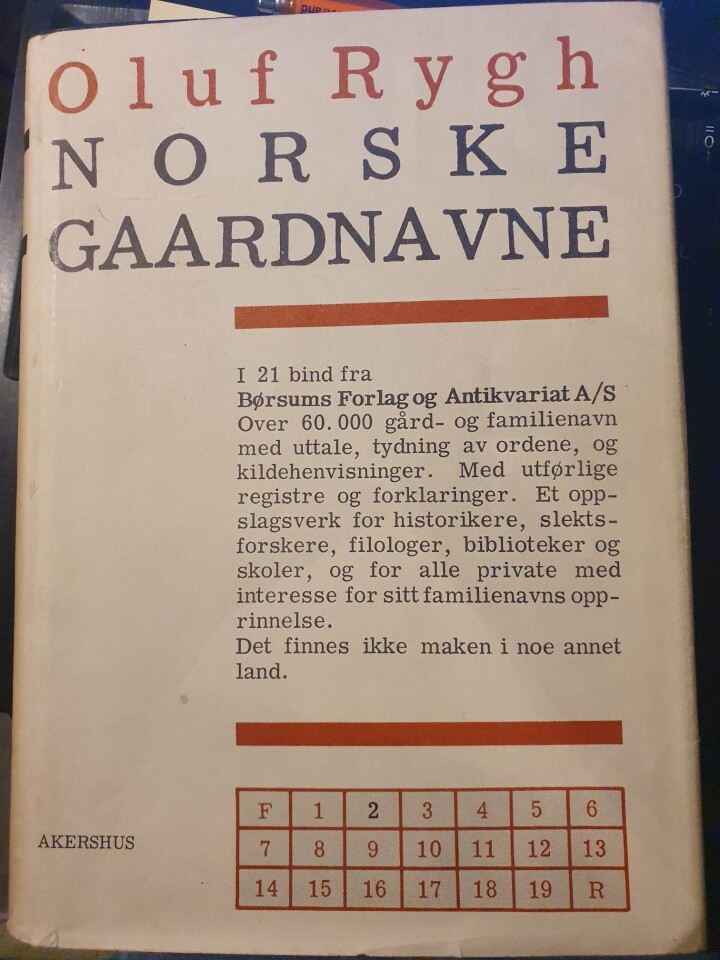 Oluf Rygh
NORSKE
GAARDNAVNE
I 21 bind fra
Børsums Forlag og Antikvariat A/S
Over 60.000 gård- og familienavn
med uttale, tydning av ordene, og
kildehenvisninger. Med utførlige
registre og forklaringer. Et opp-
slagsverk for historikere, slekts-
forskere, filologer, biblioteker og
skoler, og for alle private med
interesse for sitt familienavns opp-
rinnelse.
Det finnes ikke maken i noe annet
land.
F 1 2 3 4 5 6
AKERSHUS
7 8 9 10 11 12 13
14 15 16 17 18 19 R